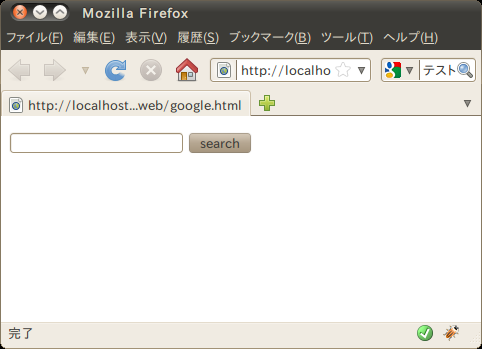 Mozilla Firefox
ファイル(F) 編集(E) 表示(V) 履歴(S) ブックマーク(B) ツール(T) ヘルプ(H)
http://localho テスト
http://localhost...web/google.html
search
完了